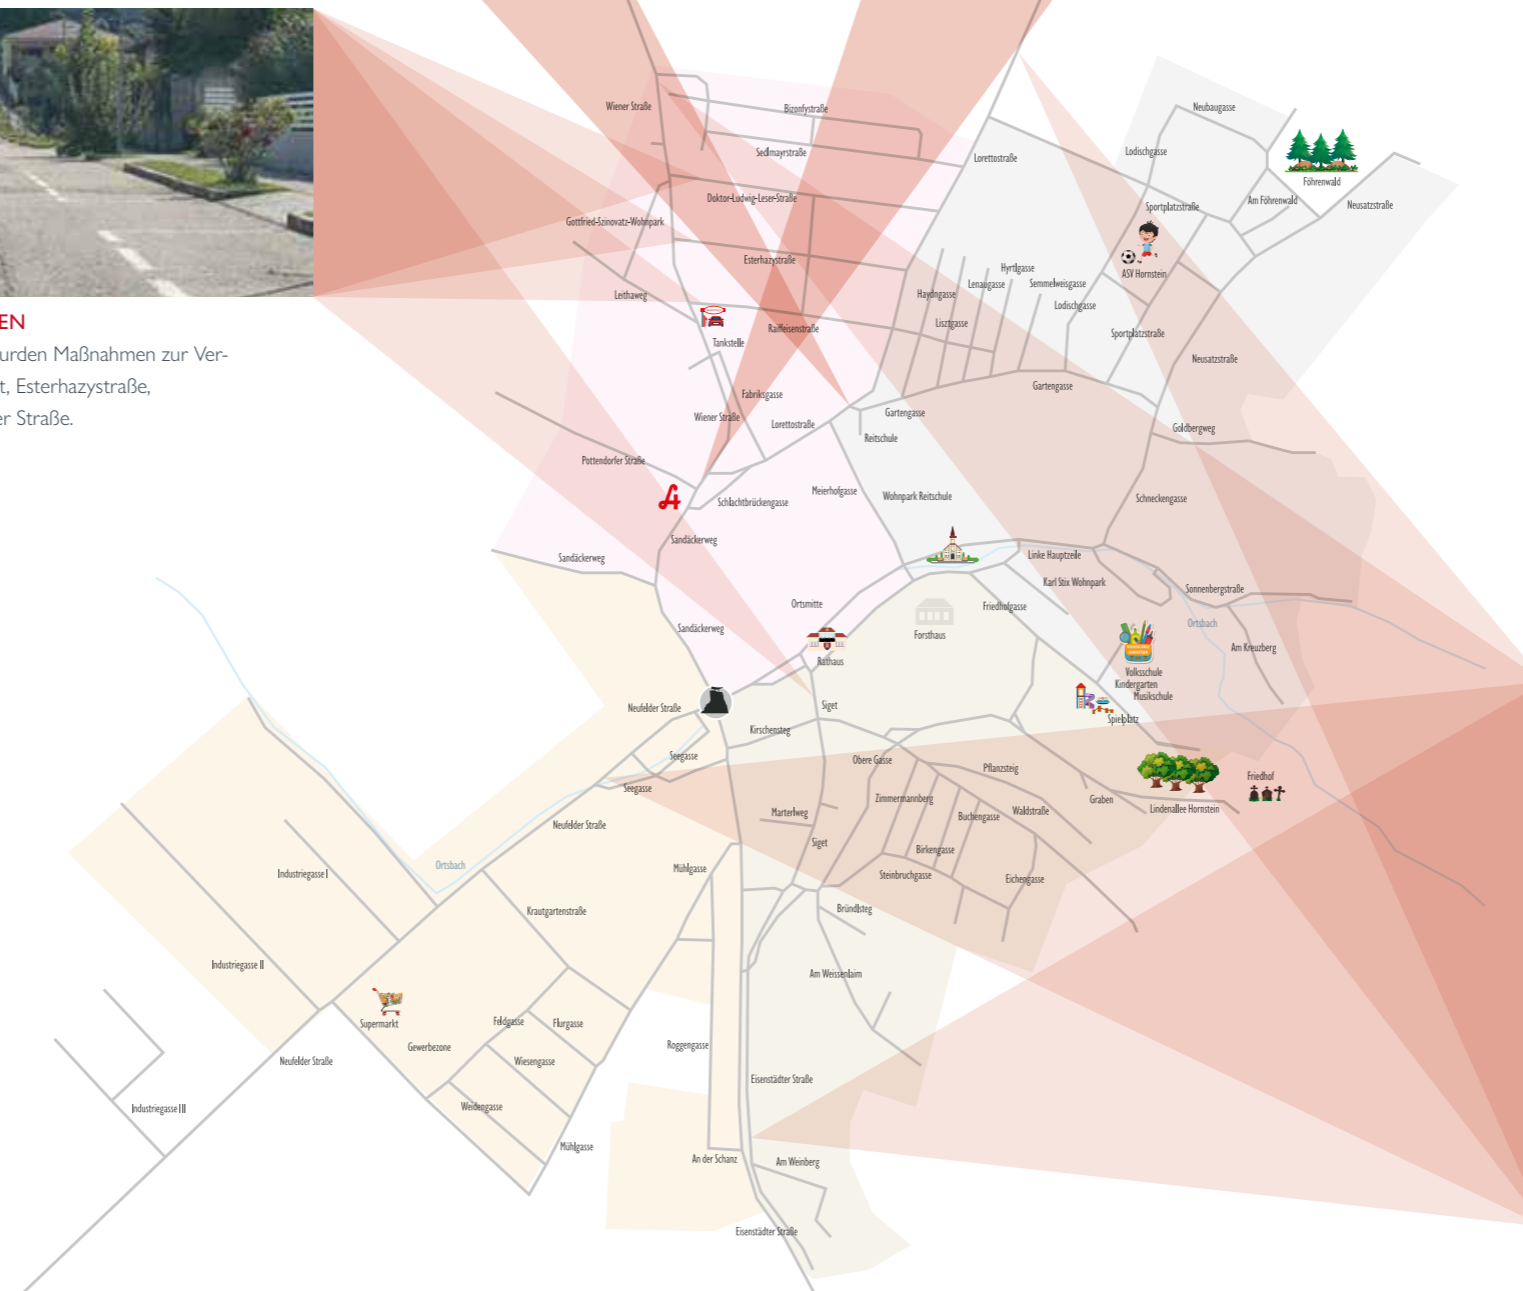 EN
urden Maßnahmen zur Ver-
t, Esterhazystraße,
er Straße.
Wiener Straße
Bizonfystraße
Sedlmayrstraße
Doktor-Ludwig-Leser-Straße
Gottfried-Szinovatz-Wohnpark
Esterhazystraße
Leithaweg
Raiffeisenstraße
Tankstelle
Fabriksgasse
Wiener Straße
Lorettostraße
Pottendorfer Straße
Schlachtbrückengasse
Meierhofgasse
Sandäckerweg
Sandäckerweg
Sandäckerweg
Ortsmitte
Rathaus
Lorettostraße
Neubaugasse
Lodischgasse
Föhrenwald
Am Föhrenwald
Neusatzstraße
Sportplatzstraße
ASV Hornstein
Hyrtlgasse
Lenaugasse
Semmelweisgasse
Haydngasse
Lodischgasse
Lisztgasse
Sportplatzstraße
Neusatzstraße
Gartengasse
Gartengasse
Reitschule
Goldbergweg
Wohnpark Reitschule
Schneckengasse
Linke Hauptzeile
Karl Stix Wohnpark
Sonnenbergstraße
Friedhofgasse
Forsthaus
Ortsbach
Am Kreuzberg
Volksschule
Kindergarten
Musikschule
Spielplatz
Neufelder Straße
Siget
Kirschensteg
Seegasse
Seegasse
Obere Gasse
Pflanzsteig
Friedhof
Zimmermannberg
Graben
Lindenallee Hornstein
Waldstraße
Buchengasse
Marterlweg
Neufelder Straße
Siget
Birkengasse
Mühlgasse
Steinbruchgasse
Eichengasse
Ortsbach
Industriegasse I
Krautgartenstraße
Bründlsteg
Industriegasse II
Am Weissenlaim
Supermarkt
Feldgasse
Flurgasse
Gewerbezone
Roggengasse
Neufelder Straße
Wiesengasse
Eisenstädter Straße
Industriegasse III
Weidengasse
Mühlgasse
An der Schanz
Am Weinberg
Eisenstädter Straße